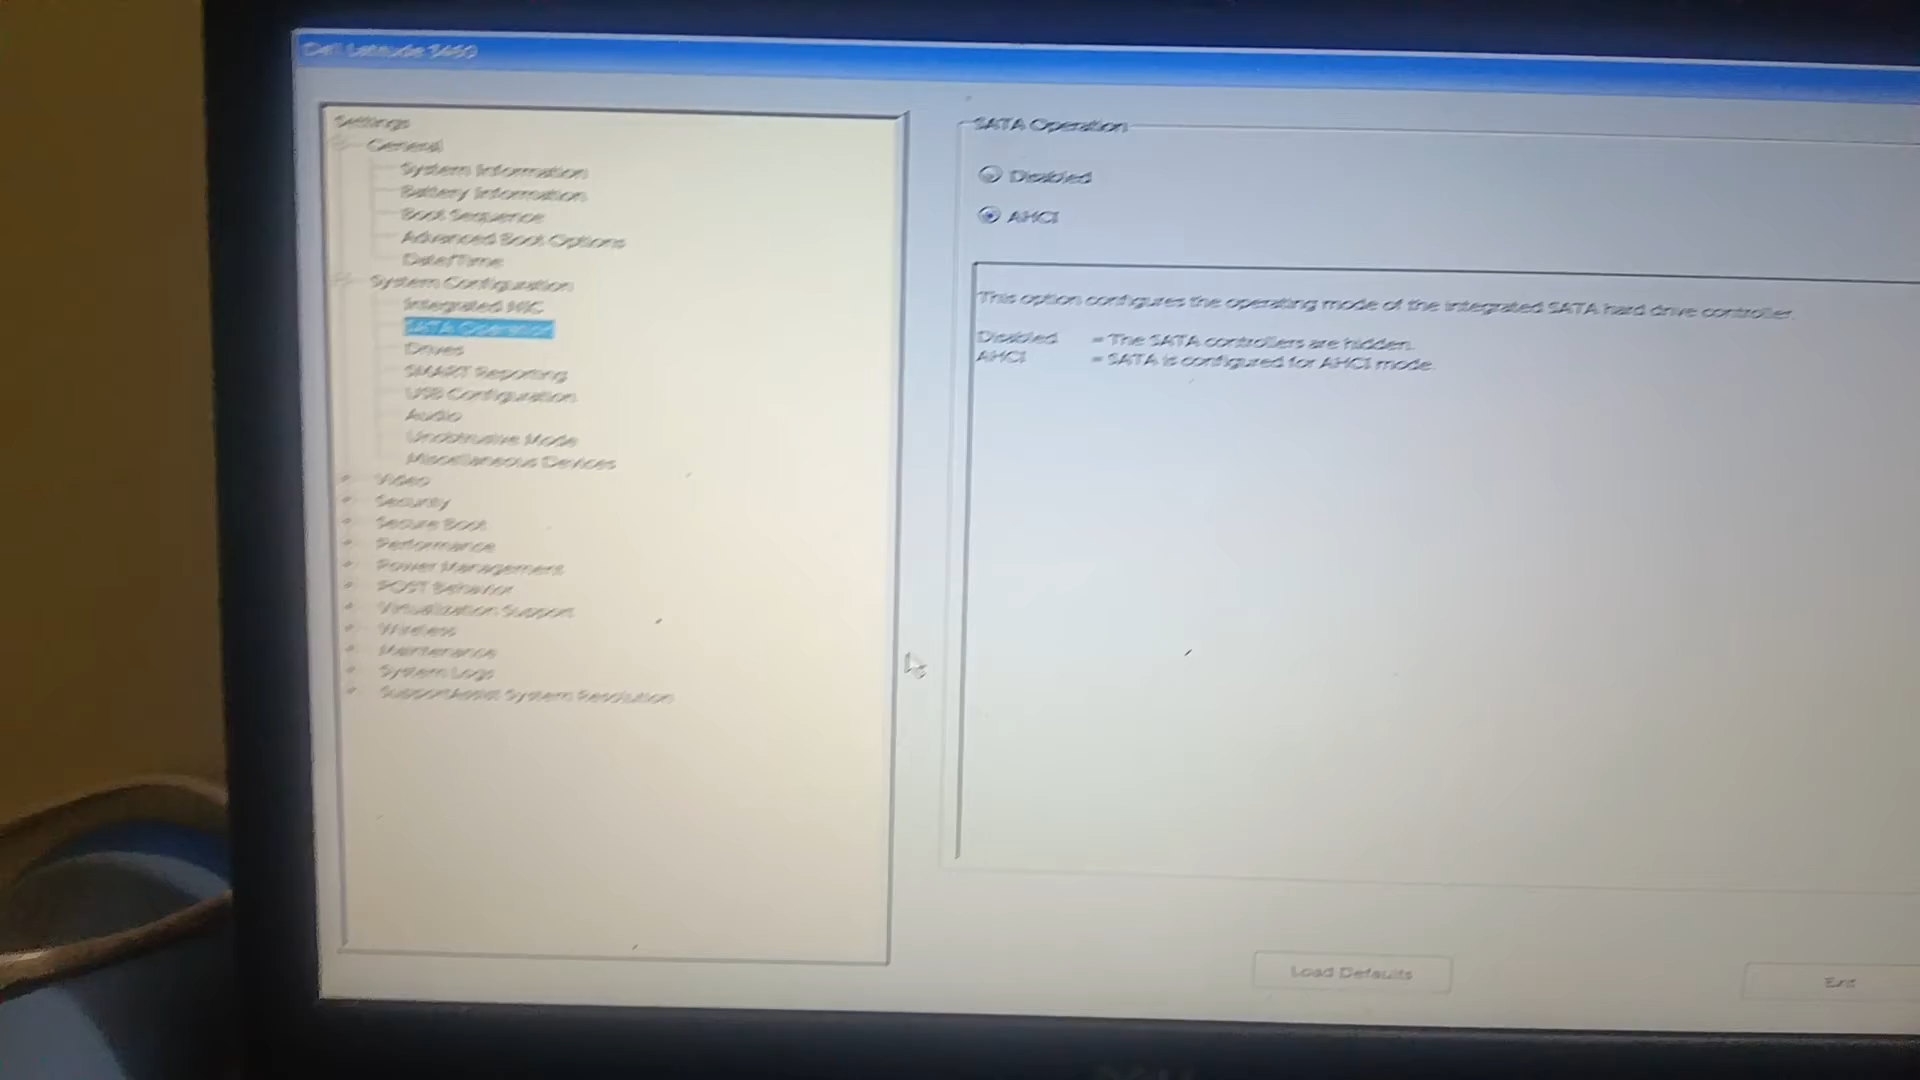 Dell Latitude 3460
Settings
General
System Information
Battery Information
Boot Sequence
Advanced Boot Options
Date/Time
System Configuration
Integrated NIC
SATA Operation
Drives
SMART Reporting
USB Configuration
Audio
Unobtrusive Mode
Miscellaneous Devices
Video
Security
Secure Boot
Performance
Power Management
POST Behavior
Virtualization Support
Wireless
Maintenance
System Logs
SupportAssist System Resolution
SATA Operation
Disabled
AHCI
This option configures the operating mode of the integrated SATA hard drive controller.
Disabled = The SATA controllers are hidden.
AHCI = SATA is configured for AHCI mode.
Load Defaults
Exit